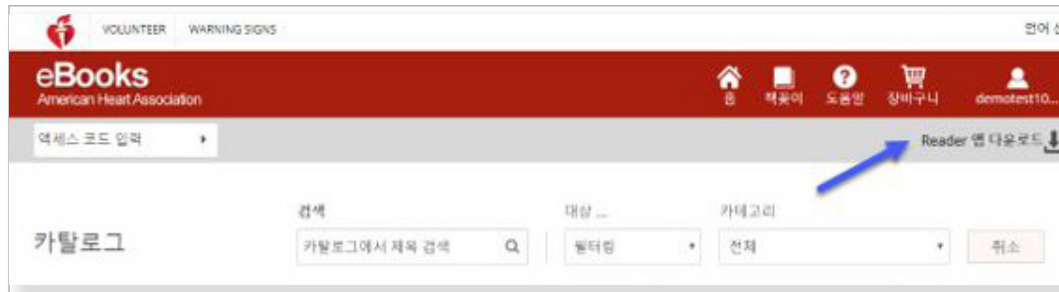 VOLUNTEER WARNING SIGNS 언어
eBooks
American Heart Association
홈 책꽂이 도움말 장바구니 demotest10...
액세스 코드 입력
Reader 앱 다운로드
검색 대상 ... 카테고리
카탈로그 카탈로그에서 제목 검색 필터링 전체 취소